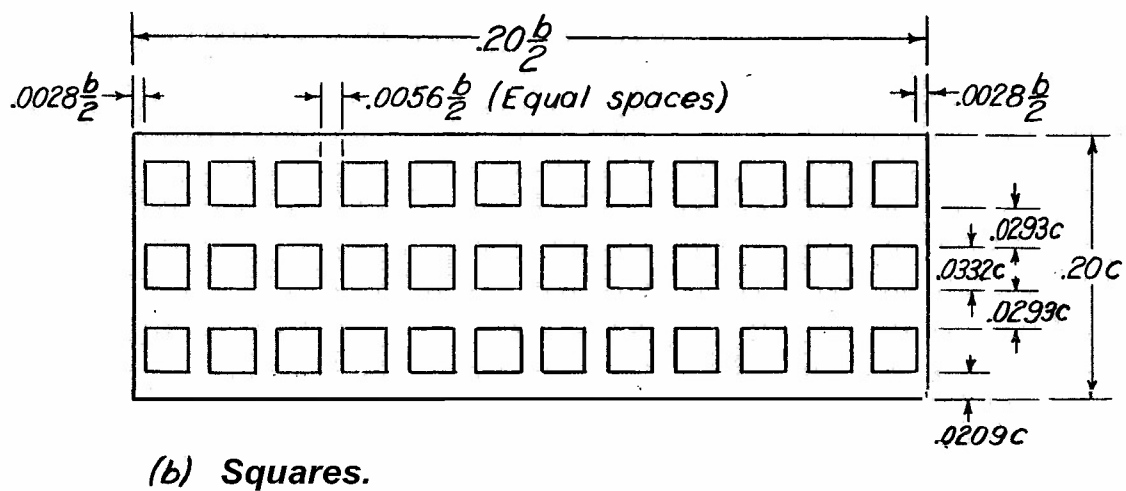 .20 b/2
.0028 b/2
.0056 b/2 (Equal spaces)
.0028 b/2
.0293c
.0332c
.20c
.0293c
.0209c
(b) Squares.